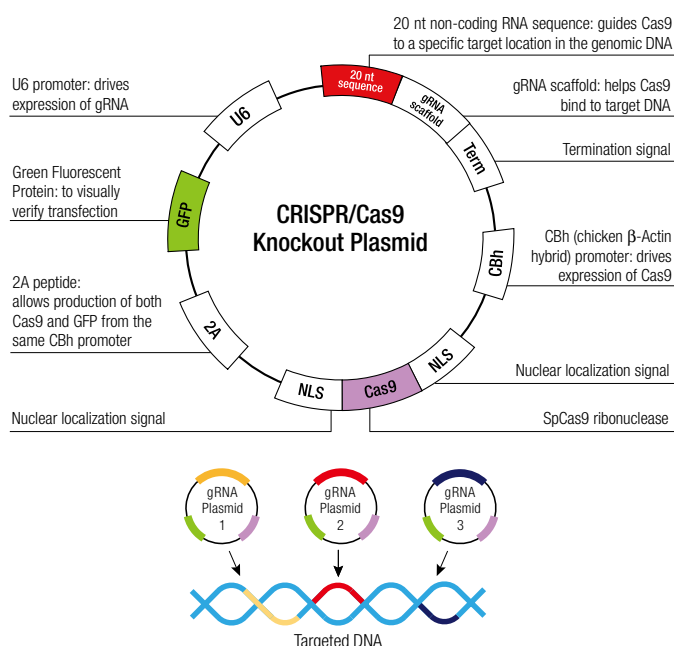 20 nt non-coding RNA sequence: guides Cas9
to a specific target location in the genomic DNA
U6 promoter: drives
expression of gRNA
gRNA scaffold: helps Cas9
bind to target DNA
Termination signal
Green Fluorescent
Protein: to visually
verify transfection
CBh (chicken β-Actin
hybrid) promoter: drives
expression of Cas9
2A peptide:
allows production of both
Cas9 and GFP from the
same CBh promoter
Nuclear localization signal
Nuclear localization signal
SpCas9 ribonuclease
20 nt
sequence
gRNA
scaffold
Term
CBh
NLS
Cas9
NLS
2A
GFP
U6
CRISPR/Cas9
Knockout Plasmid
gRNA
Plasmid
1
gRNA
Plasmid
2
gRNA
Plasmid
3
Targeted DNA